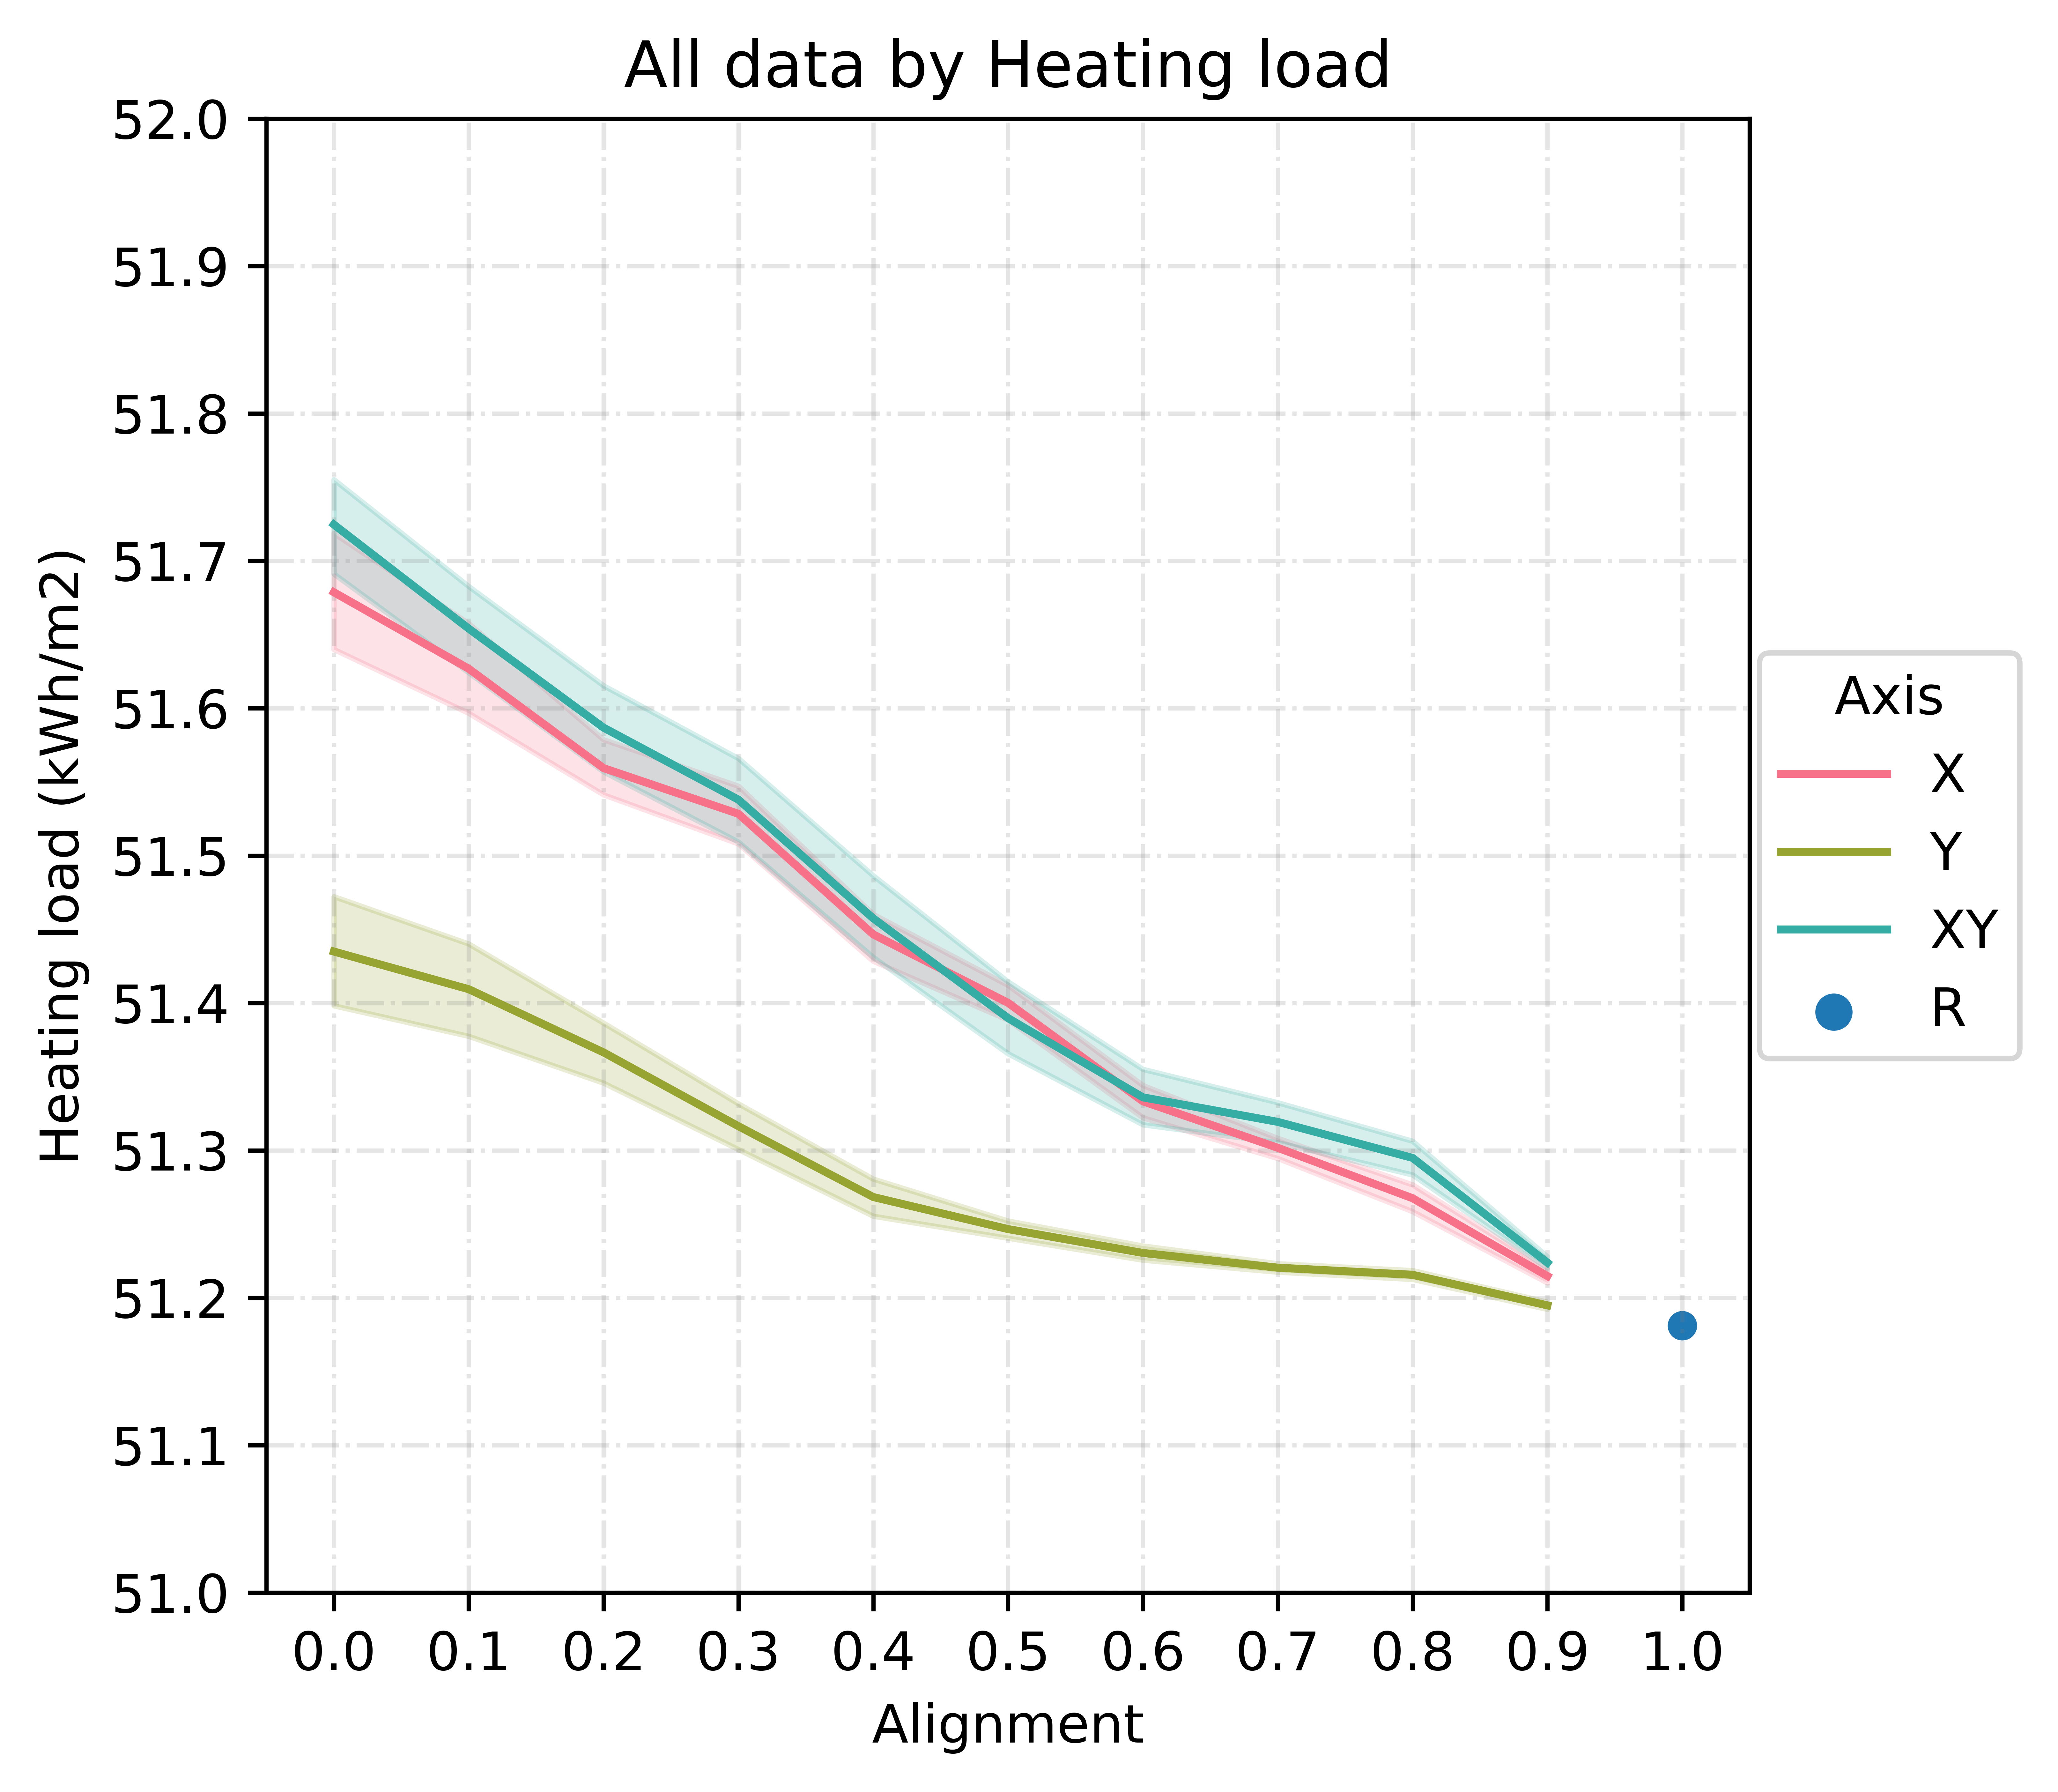 All data by Heating load
52.0
51.9
51.8
51.7
51.6
51.5
51.4
51.3
51.2
51.1
51.0
Heating load (kWh/m2)
0.0 0.1 0.2 0.3 0.4 0.5 0.6 0.7 0.8 0.9 1.0
Alignment
Axis
X
Y
XY
R